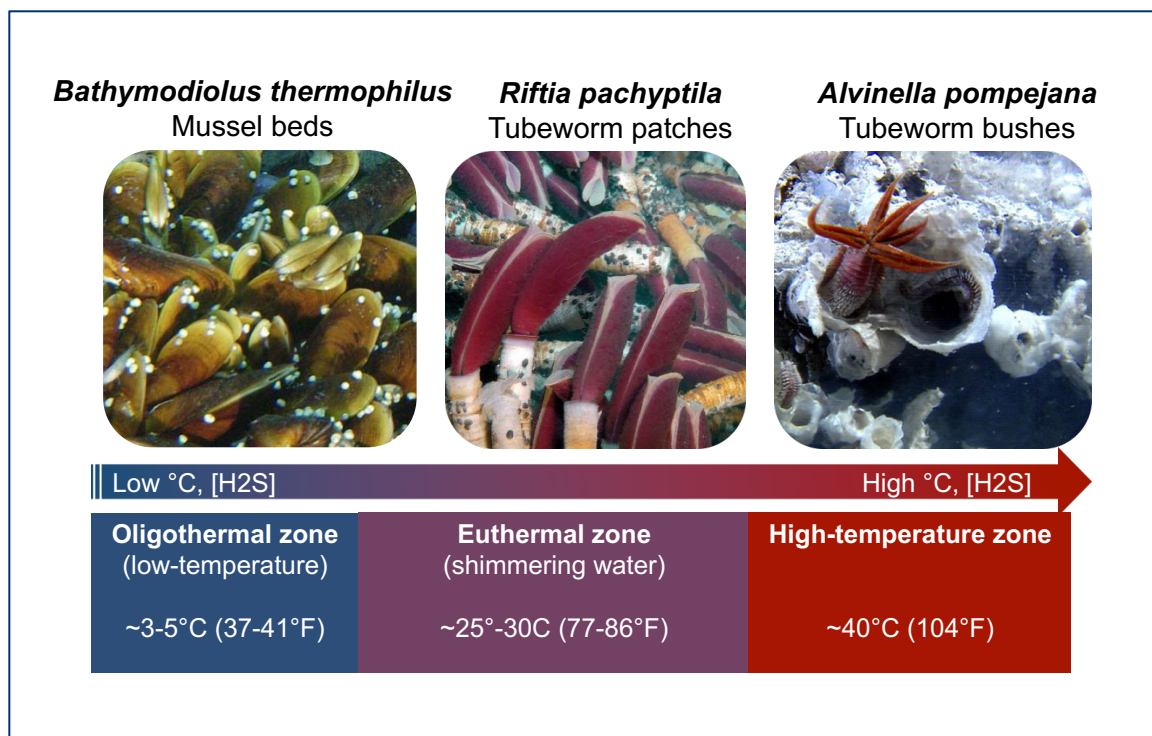 Bathymodiolus thermophilus
Mussel beds
Riftia pachyptila
Tubeworm patches
Alvinella pompejana
Tubeworm bushes
Low °C, [H2S]
High °C, [H2S]
Oligothermal zone
(low-temperature)
~3-5°C (37-41°F)
Euthermal zone
(shimmering water)
~25°-30C (77-86°F)
High-temperature zone
~40°C (104°F)